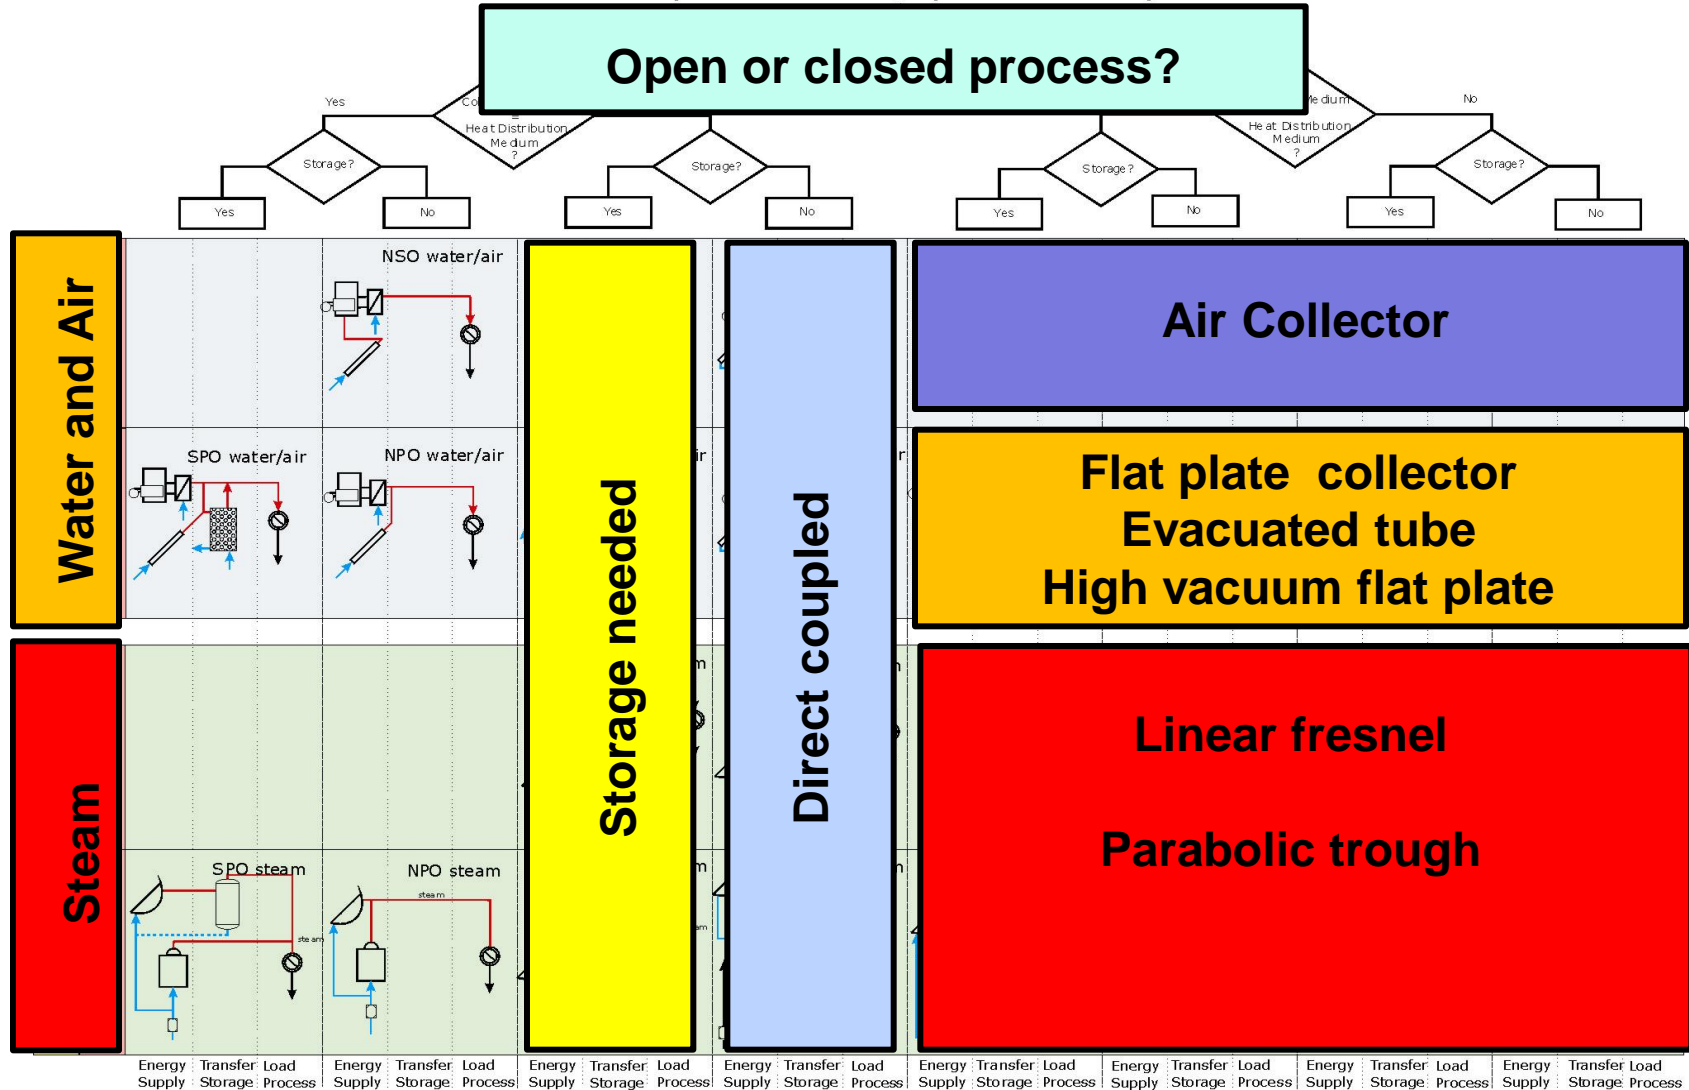 Open or closed process?
Yes
Heat Distribution
Medium
?
Medium
Heat Distribution
Medium
?
No
Storage?
Storage?
Storage?
Storage?
Yes
No
Yes
No
Yes
No
Yes
No
Water and Air
NSO water/air
SPO water/air
NPO water/air
Storage needed
Direct coupled
Air Collector
Flat plate collector
Evacuated tube
High vacuum flat plate
Steam
SPO steam
steam
NPO steam
steam
Linear fresnel
Parabolic trough
Energy Supply
Transfer Storage
Load Process
Energy Supply
Transfer Storage
Load Process
Energy Supply
Transfer Storage
Load Process
Energy Supply
Transfer Storage
Load Process
Energy Supply
Transfer Storage
Load Process
Energy Supply
Transfer Storage
Load Process
Energy Supply
Transfer Storage
Load Process
Energy Supply
Transfer Storage
Load Process